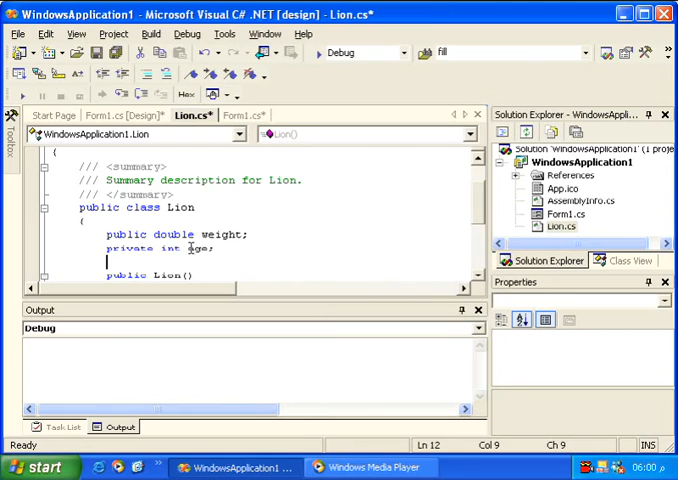 WindowsApplication1 - Microsoft Visual C# .NET [design] - Lion.cs*
File Edit View Project Build Debug Tools Window Help
Debug fill
Hex
Start Page Form1.cs [Design]* Lion.cs* Form1.cs*
WindowsApplication1.Lion Lion()
{
/// <summary>
/// Summary description for Lion.
/// </summary>
public class Lion
{
public double weight;
private int age;
public Lion()
Toolbox
Solution Explorer - WindowsAppli...
Solution 'WindowsApplication1' (1 proje
WindowsApplication1
References
App.ico
AssemblyInfo.cs
Form1.cs
Lion.cs
Solution Explorer Class View
Properties
Output
Debug
Task List Output
Ready Ln 12 Col 9 Ch 9 INS
start WindowsApplication1 ... Windows Media Player 06:00 م